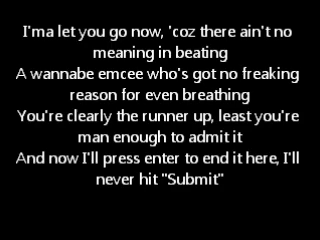 I'ma let you go now, 'coz there ain't no
meaning in beating
A wannabe emcee who's got no freaking
reason for even breathing
You're clearly the runner up, least you're
man enough to admit it
And now I'll press enter to end it here, I'll
never hit "Submit"